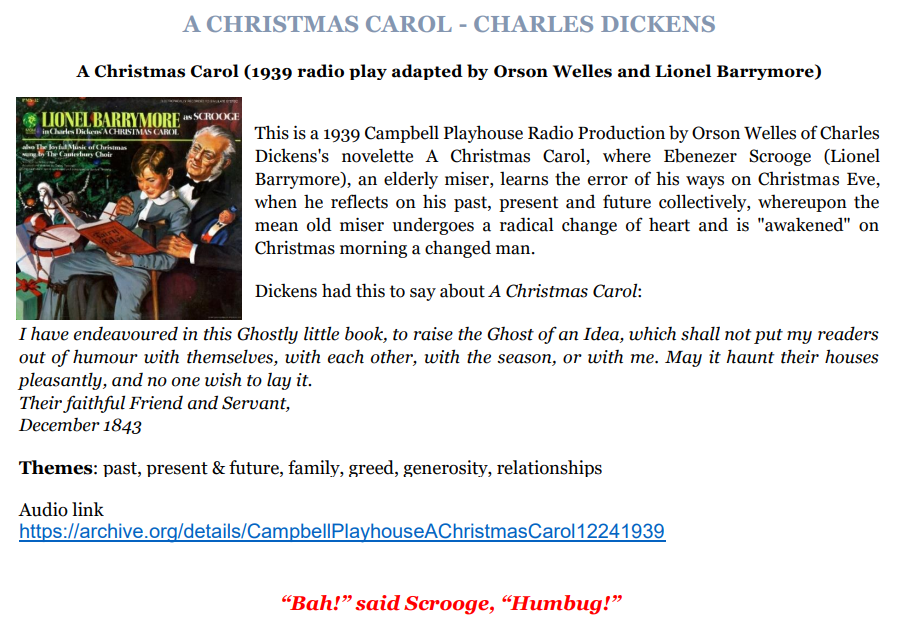 A CHRISTMAS CAROL - CHARLES DICKENS
A Christmas Carol (1939 radio play adapted by Orson Welles and Lionel Barrymore)
LIONEL BARRYMORE as SCROOGE
in Charles Dickens' A CHRISTMAS CAROL
also The Joyful Music of Christmas
sung by The Canterbury Choir
This is a 1939 Campbell Playhouse Radio Production by Orson Welles of Charles
Dickens's novelette A Christmas Carol, where Ebenezer Scrooge (Lionel
Barrymore), an elderly miser, learns the error of his ways on Christmas Eve,
when he reflects on his past, present and future collectively, whereupon the
mean old miser undergoes a radical change of heart and is "awakened" on
Christmas morning a changed man.
Dickens had this to say about A Christmas Carol:
I have endeavoured in this Ghostly little book, to raise the Ghost of an Idea, which shall not put my readers
out of humour with themselves, with each other, with the season, or with me. May it haunt their houses
pleasantly, and no one wish to lay it.
Their faithful Friend and Servant,
December 1843
Themes: past, present & future, family, greed, generosity, relationships
Audio link
https://archive.org/details/CampbellPlayhouseAChristmasCarol12241939
“Bah!” said Scrooge, “Humbug!”